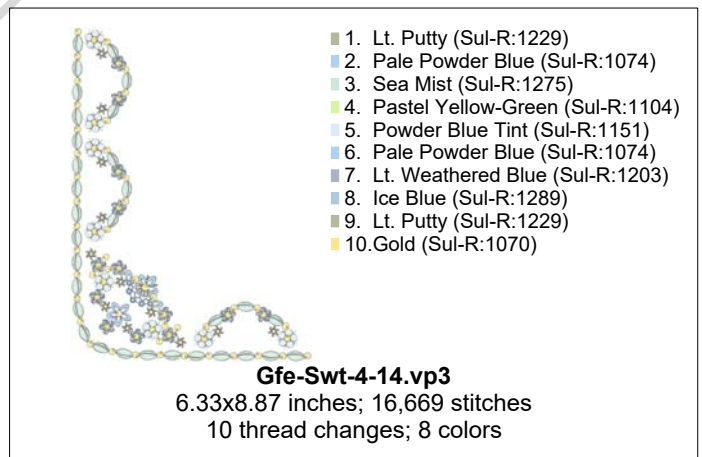 1. Lt. Putty (Sul-R:1229)
2. Pale Powder Blue (Sul-R:1074)
3. Sea Mist (Sul-R:1275)
4. Pastel Yellow-Green (Sul-R:1104)
5. Powder Blue Tint (Sul-R:1151)
6. Pale Powder Blue (Sul-R:1074)
7. Lt. Weathered Blue (Sul-R:1203)
8. Ice Blue (Sul-R:1289)
9. Lt. Putty (Sul-R:1229)
10.Gold (Sul-R:1070)
Gfe-Swt-4-14.vp3
6.33x8.87 inches; 16,669 stitches
10 thread changes; 8 colors